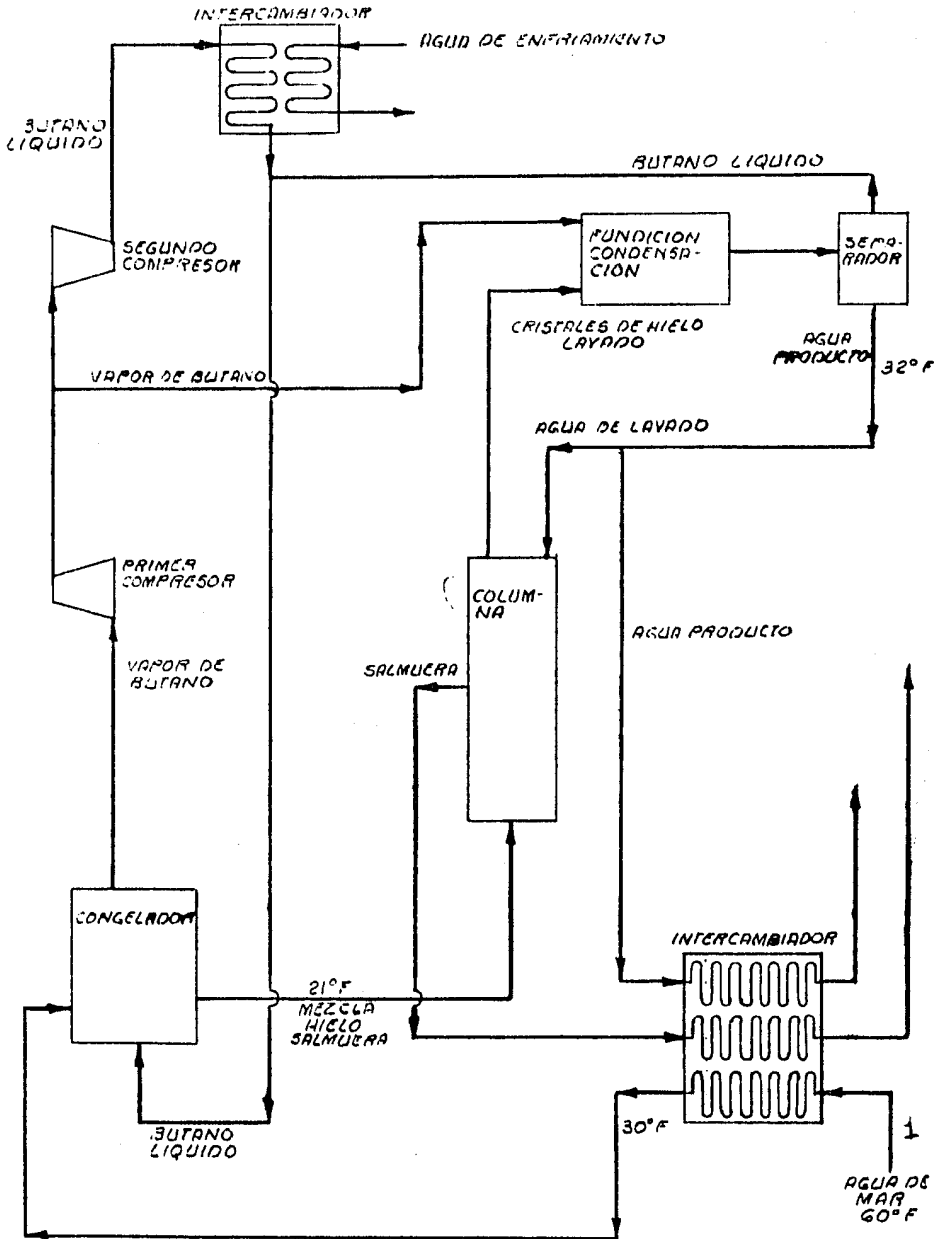 INTERCAMBIADOR
AGUA DE ENFRIAMIENTO
BUTANO
LIQUIDO
BUTANO LIQUIDO
SEGUNDO
COMPRESOR
FUNDICION
CONDENSA-
CIÓN
SEPA-
RADOR
CRISTALES DE HIELO
LAVADO
AGUA
PRODUCTO
32°F
VAPOR DE BUTANO
AGUA DE LAVADO
PRIMER
COMPRESOR
COLUM-
NA
AGUA PRODUCTO
VAPOR DE
BUTANO
SALMUERA
CONGELADOR
INTERCAMBIADOR
21°F
MEZCLA
HIELO
SALMUERA
BUTANO
LIQUIDO
30°F
1
AGUA DE
MAR
60°F